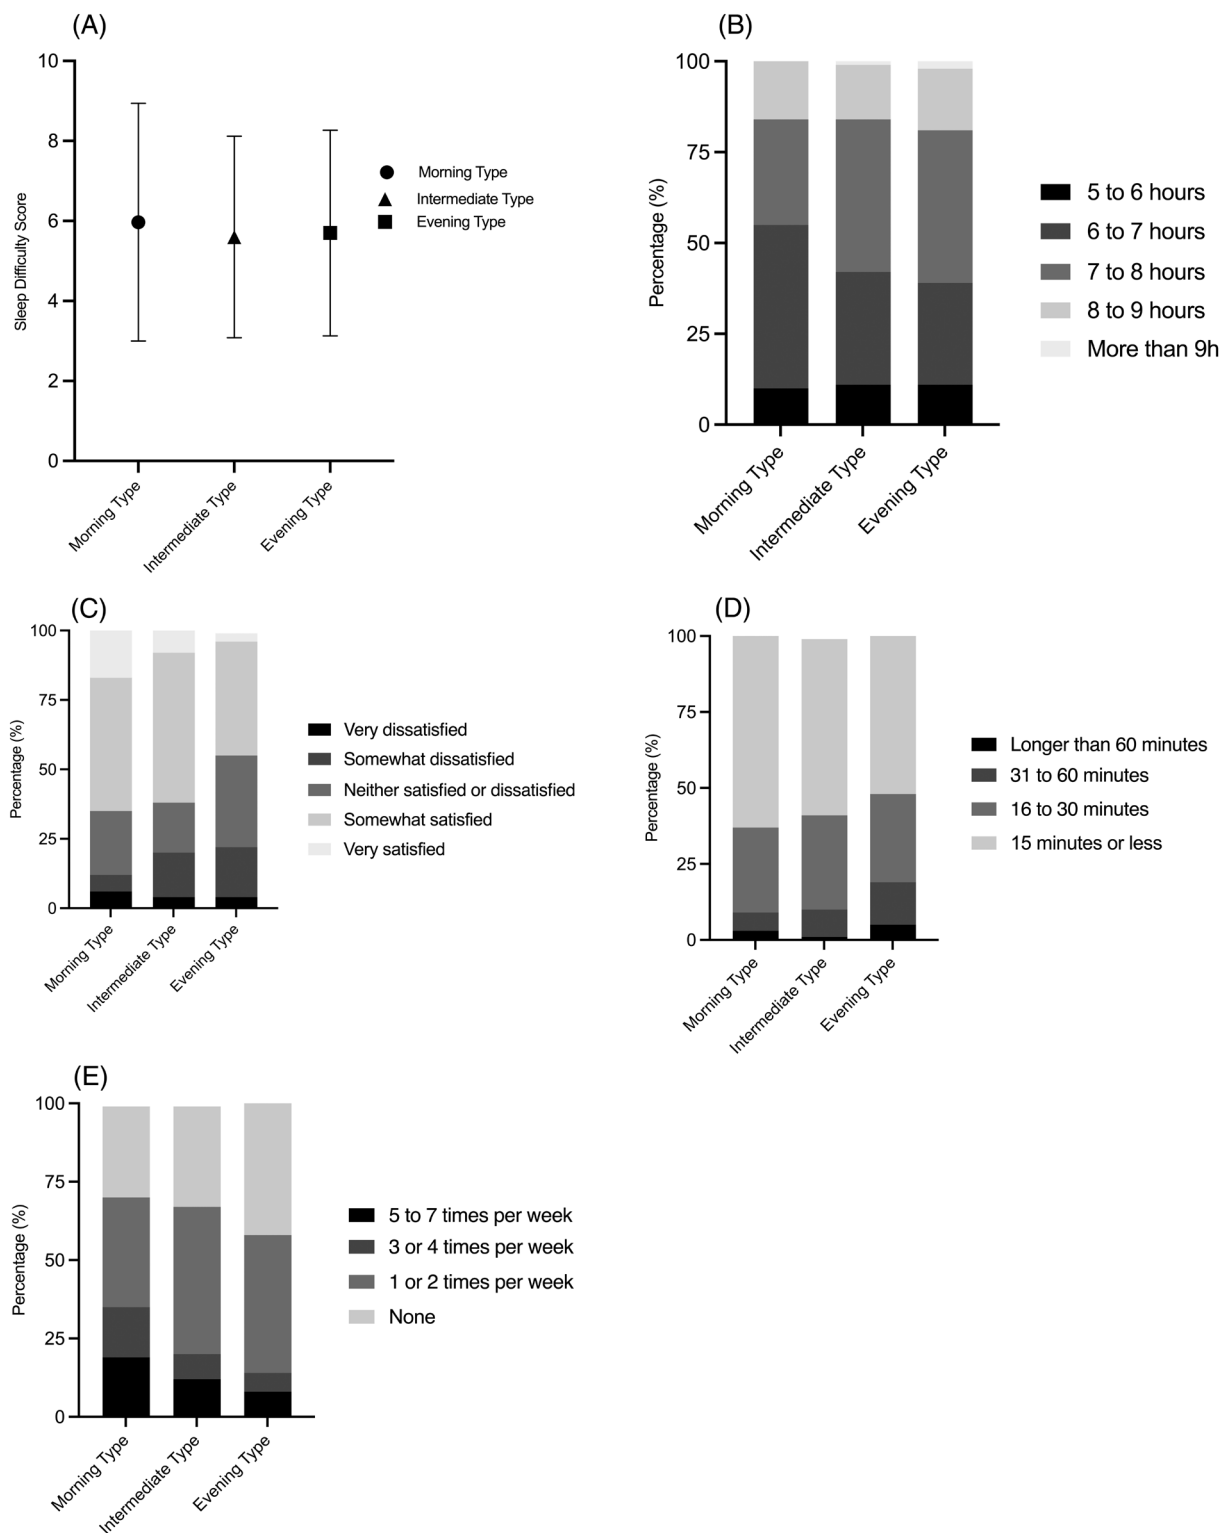 (A)
10
8
6
4
2
0
Sleep Difficulty Score
Morning Type
Intermediate Type
Evening Type
Morning Type
Intermediate Type
Evening Type
(B)
100
75
50
25
0
Percentage (%)
Morning Type
Intermediate Type
Evening Type
5 to 6 hours
6 to 7 hours
7 to 8 hours
8 to 9 hours
More than 9h
(C)
100
75
50
25
0
Percentage (%)
Morning Type
Intermediate Type
Evening Type
Very dissatisfied
Somewhat dissatisfied
Neither satisfied or dissatisfied
Somewhat satisfied
Very satisfied
(D)
100
75
50
25
0
Percentage (%)
Morning Type
Intermediate Type
Evening Type
Longer than 60 minutes
31 to 60 minutes
16 to 30 minutes
15 minutes or less
(E)
100
75
50
25
0
Percentage (%)
Morning Type
Intermediate Type
Evening Type
5 to 7 times per week
3 or 4 times per week
1 or 2 times per week
None